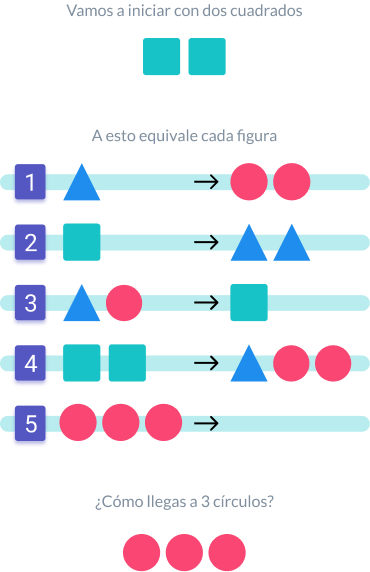 Vamos a iniciar con dos cuadrados
A esto equivale cada figura
1
2
3
4
5
¿Cómo llegas a 3 círculos?